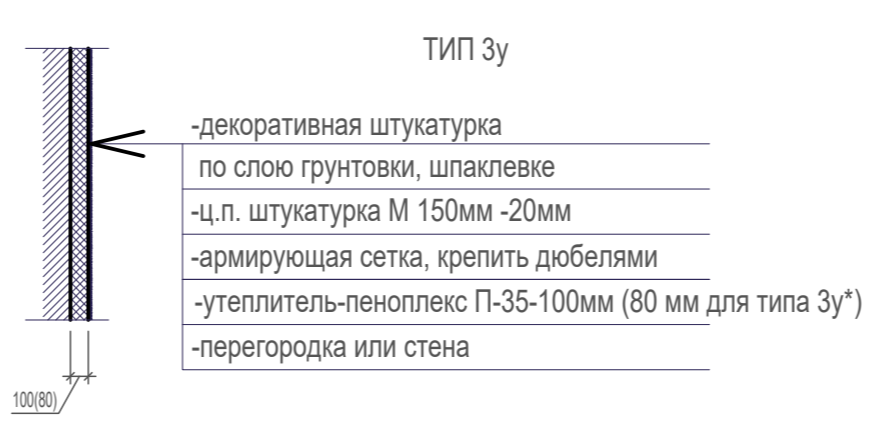 ТИП 3у
-декоративная штукатурка
по слою грунтовки, шпаклевке
-ц.п. штукатурка М 150мм -20мм
-армирующая сетка, крепить дюбелями
-утеплитель-пеноплекс П-35-100мм (80 мм для типа 3у*)
-перегородка или стена
100(80)